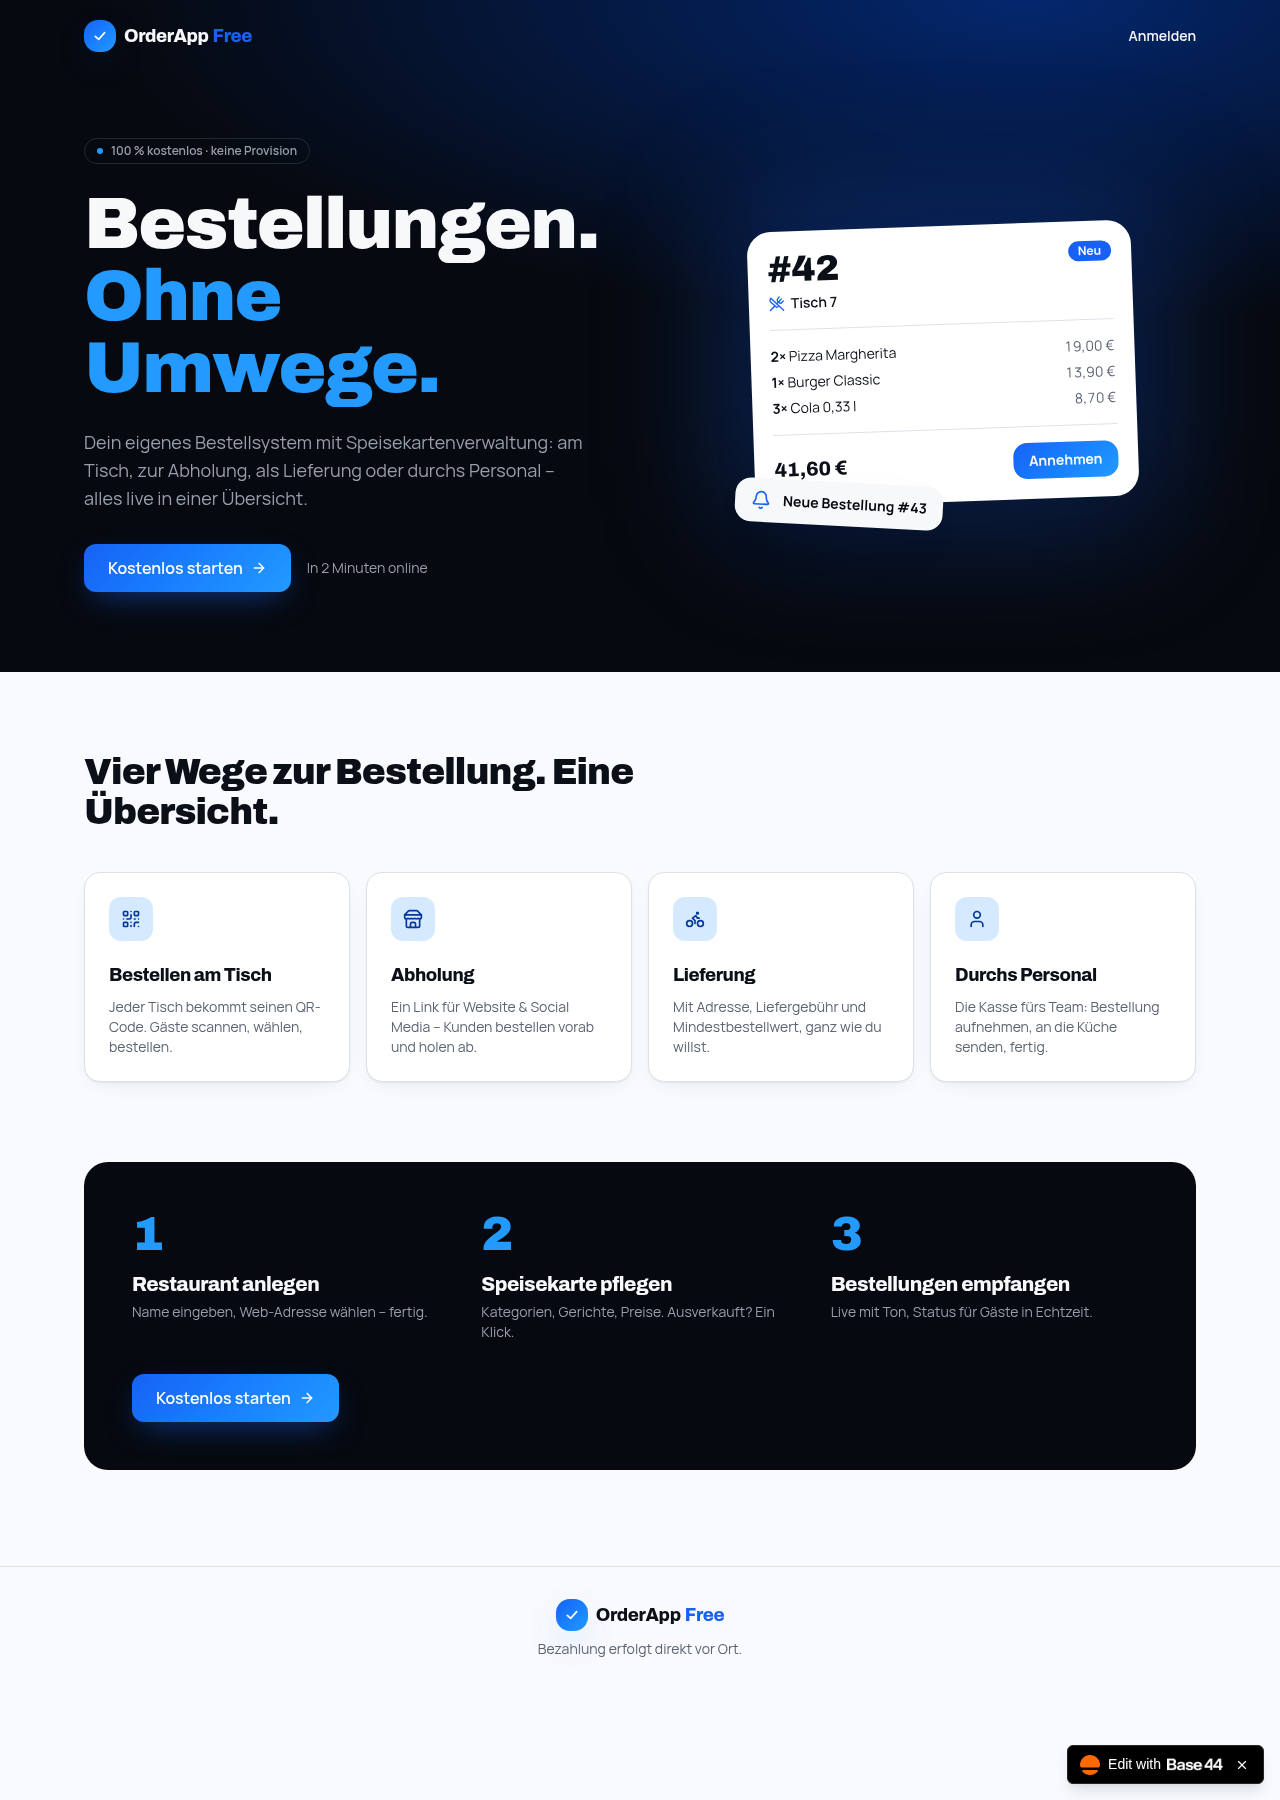 OrderApp Free
Anmelden
100 % kostenlos · keine Provision
Bestellungen.
Ohne
Umwege.
Dein eigenes Bestellsystem mit Speisekartenverwaltung: am
Tisch, zur Abholung, als Lieferung oder durchs Personal –
alles live in einer Übersicht.
Kostenlos starten
In 2 Minuten online
#42
Neu
Tisch 7
2× Pizza Margherita 19,00 €
1× Burger Classic 13,90 €
3× Cola 0,33 l 8,70 €
41,60 €
Annehmen
Neue Bestellung #43
Vier Wege zur Bestellung. Eine
Übersicht.
Bestellen am Tisch
Jeder Tisch bekommt seinen QR-
Code. Gäste scannen, wählen,
bestellen.
Abholung
Ein Link für Website & Social
Media – Kunden bestellen vorab
und holen ab.
Lieferung
Mit Adresse, Liefergebühr und
Mindestbestellwert, ganz wie du
willst.
Durchs Personal
Die Kasse fürs Team: Bestellung
aufnehmen, an die Küche
senden, fertig.
1
Restaurant anlegen
Name eingeben, Web-Adresse wählen – fertig.
2
Speisekarte pflegen
Kategorien, Gerichte, Preise. Ausverkauft? Ein
Klick.
3
Bestellungen empfangen
Live mit Ton, Status für Gäste in Echtzeit.
Kostenlos starten
OrderApp Free
Bezahlung erfolgt direkt vor Ort.
Edit with Base 44